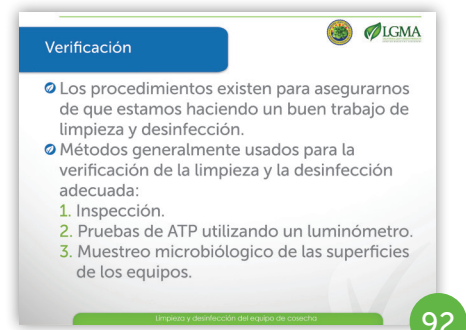 Verificación
LGMA
Los procedimientos existen para asegurarnos
de que estamos haciendo un buen trabajo de
limpieza y desinfección.
Métodos generalmente usados para la
verificación de la limpieza y la desinfección
adecuada:
1. Inspección.
2. Pruebas de ATP utilizando un luminómetro.
3. Muestreo microbiólogico de las superficies
de los equipos.
Limpieza y desinfección del equipo de cosecha
92